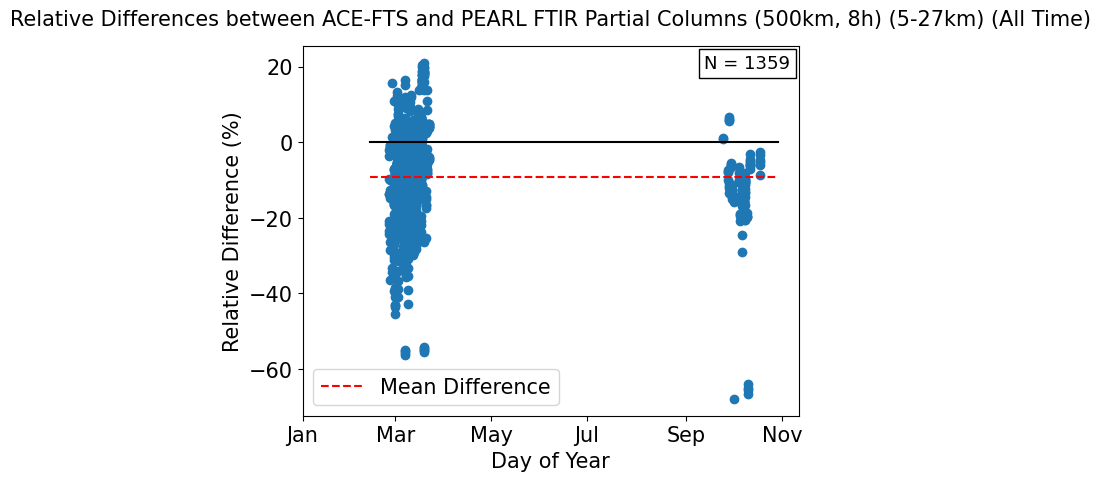 Relative Differences between ACE-FTS and PEARL FTIR Partial Columns (500km, 8h) (5-27km) (All Time)
N = 1359
20
0
−20
−40
−60
Relative Difference (%)
Mean Difference
Jan Mar May Jul Sep Nov
Day of Year